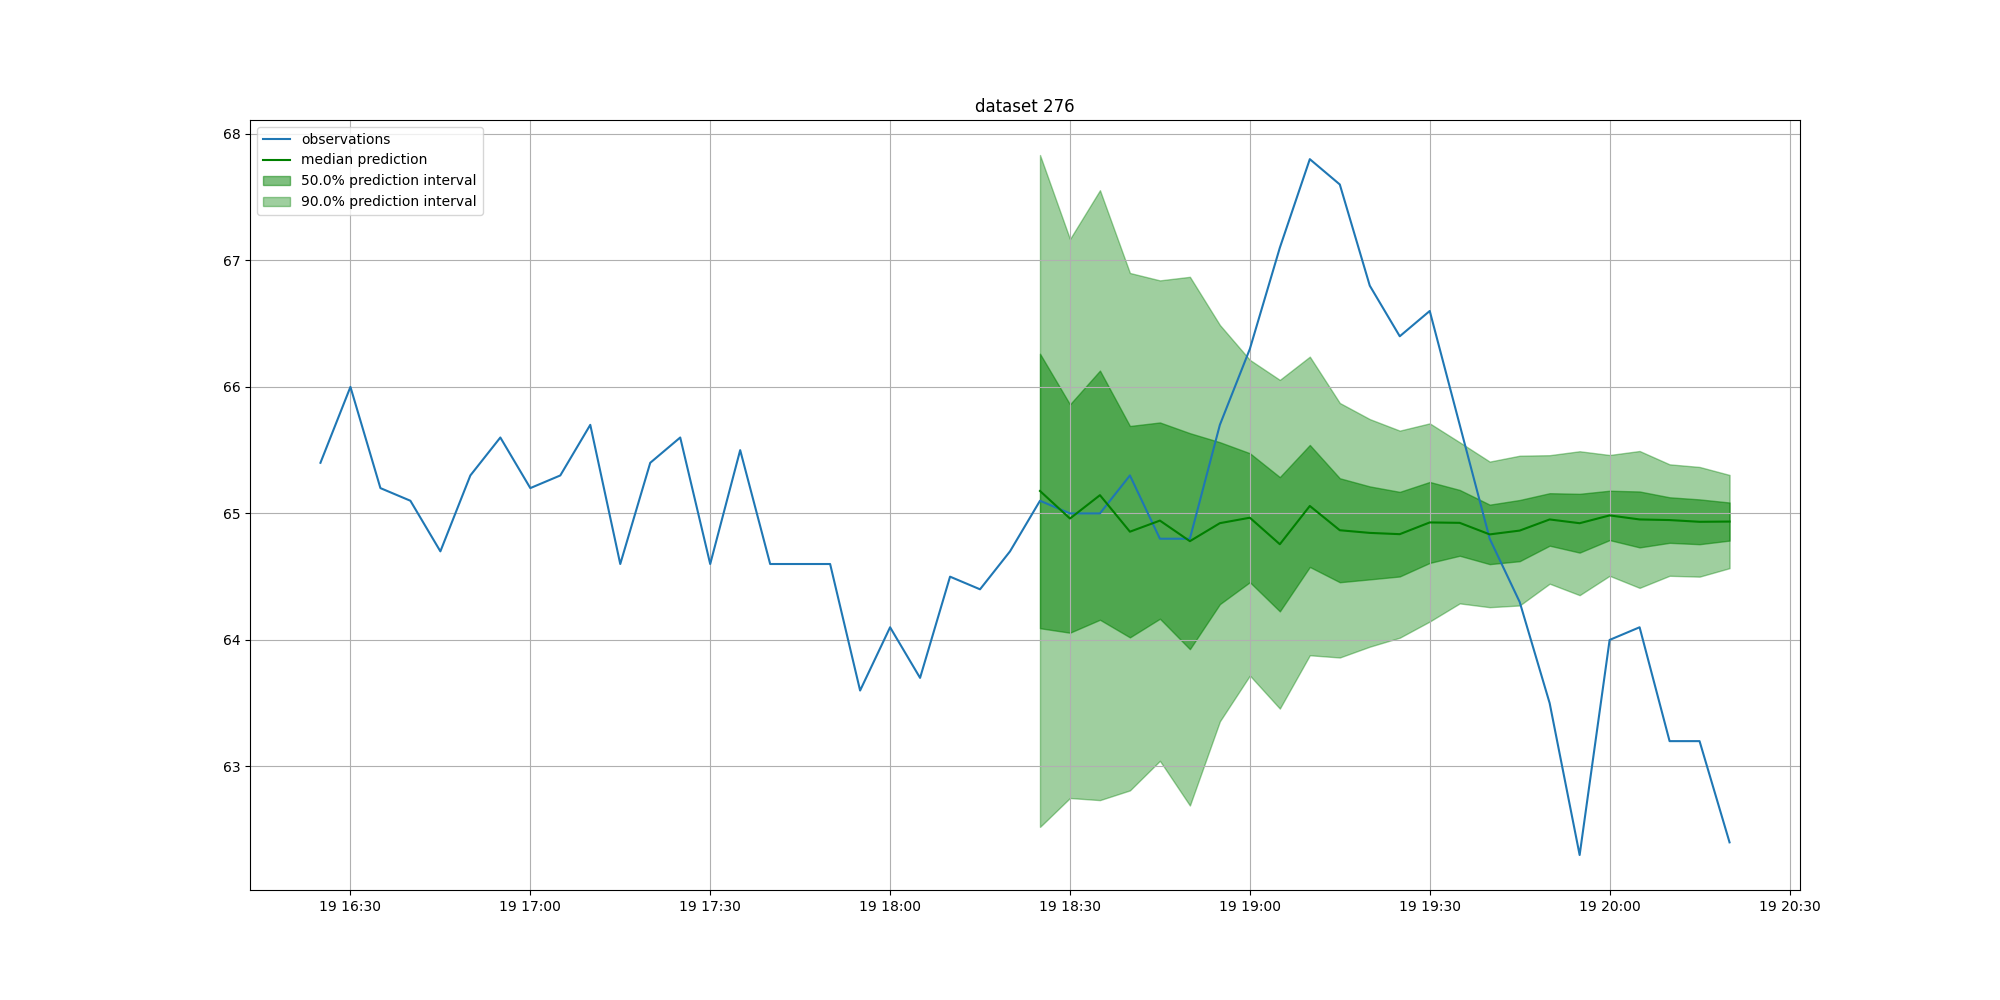 dataset 276
observations
median prediction
50.0% prediction interval
90.0% prediction interval
68
67
66
65
64
63
19 16:30 19 17:00 19 17:30 19 18:00 19 18:30 19 19:00 19 19:30 19 20:00 19 20:30